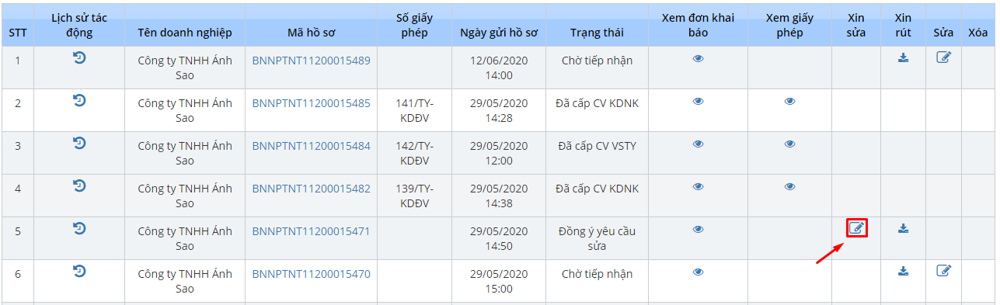 STT Lịch sử tác động Tên doanh nghiệp Mã hồ sơ Số giấy phép Ngày gửi hồ sơ Trạng thái Xem đơn khai báo Xem giấy phép Xin sửa Xin rút Sửa Xóa
1 Công ty TNHH Ánh Sao BNNPTNT11200015489 12/06/2020 14:00 Chờ tiếp nhận
2 Công ty TNHH Ánh Sao BNNPTNT11200015485 141/TY-KDĐV 29/05/2020 14:28 Đã cấp CV KDNK
3 Công ty TNHH Ánh Sao BNNPTNT11200015484 142/TY-KDĐV 29/05/2020 12:00 Đã cấp CV VSTY
4 Công ty TNHH Ánh Sao BNNPTNT11200015482 139/TY-KDĐV 29/05/2020 14:38 Đã cấp CV KDNK
5 Công ty TNHH Ánh Sao BNNPTNT11200015471 29/05/2020 14:50 Đồng ý yêu cầu sửa
6 Công ty TNHH Ánh Sao BNNPTNT11200015470 29/05/2020 15:00 Chờ tiếp nhận